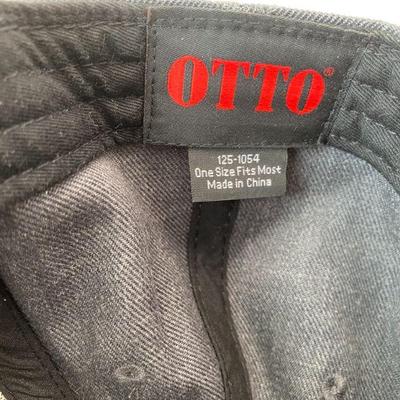 OTTO®
125-1054
One Size Fits Most
Made in China